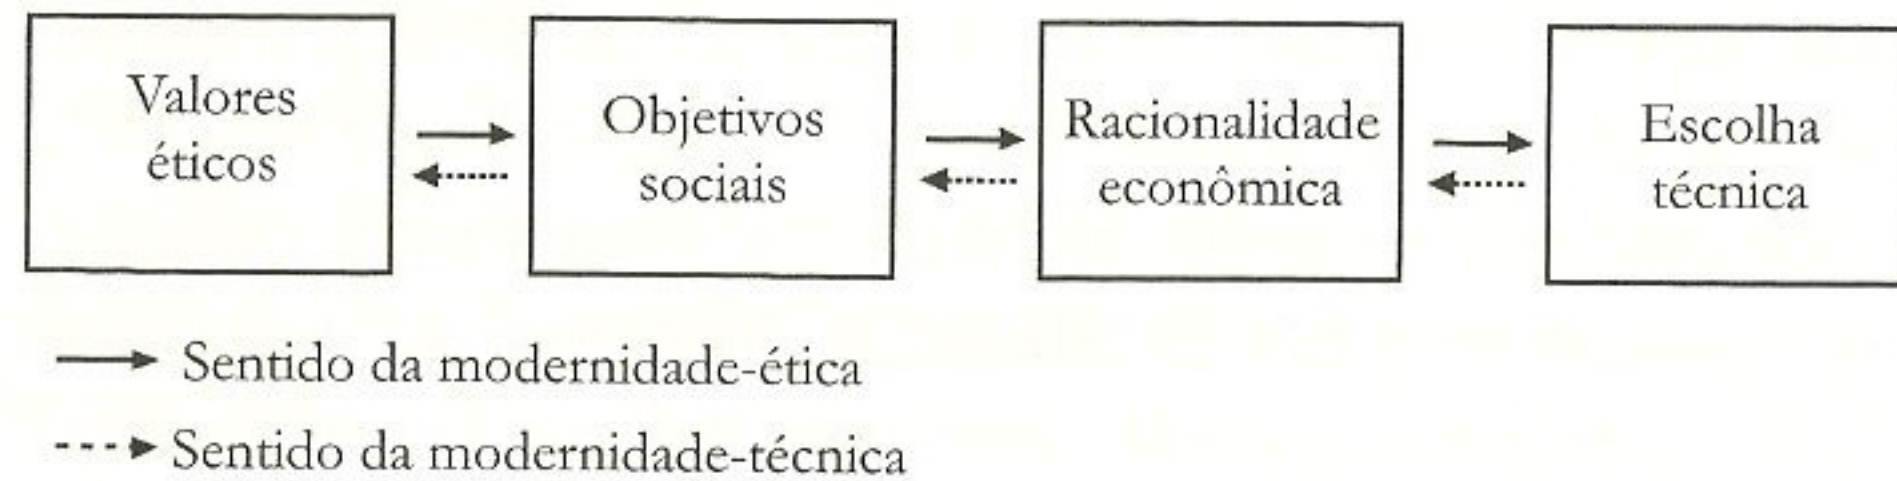 Valores
éticos
Objetivos
sociais
Racionalidade
econômica
Escolha
técnica
Sentido da modernidade-ética
Sentido da modernidade-técnica